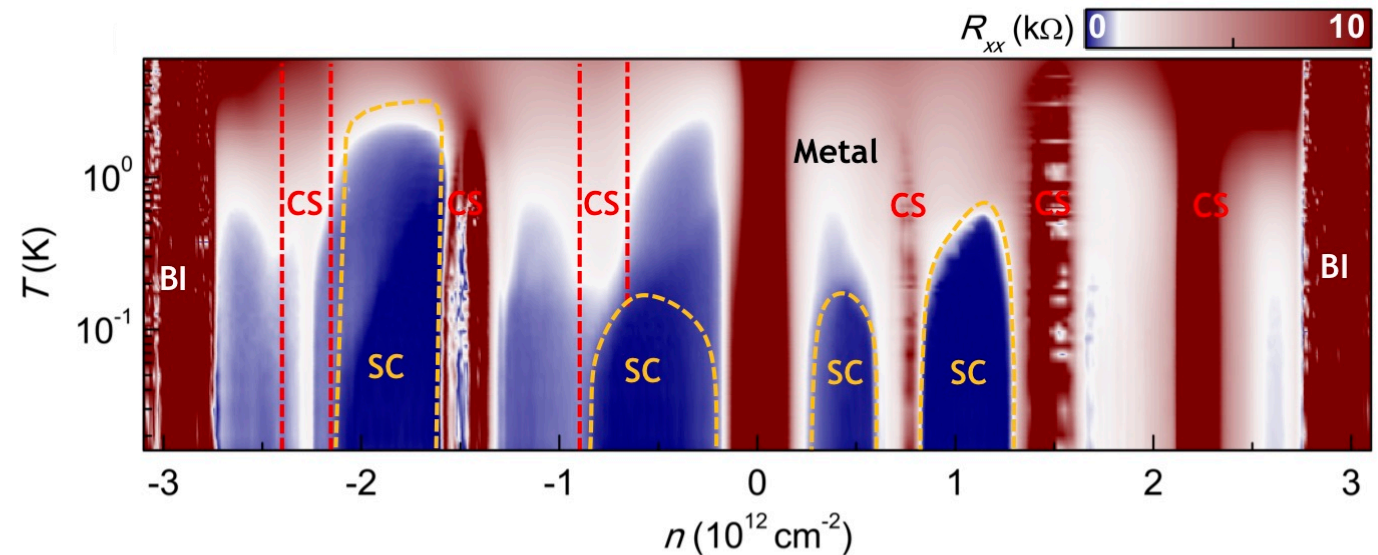 R_xx (kΩ) 0 10
Metal
10^0
CS CS CS CS CS CS
BI BI
T (K)
10^-1
SC SC SC SC
-3 -2 -1 0 1 2 3
n (10^12 cm^-2)